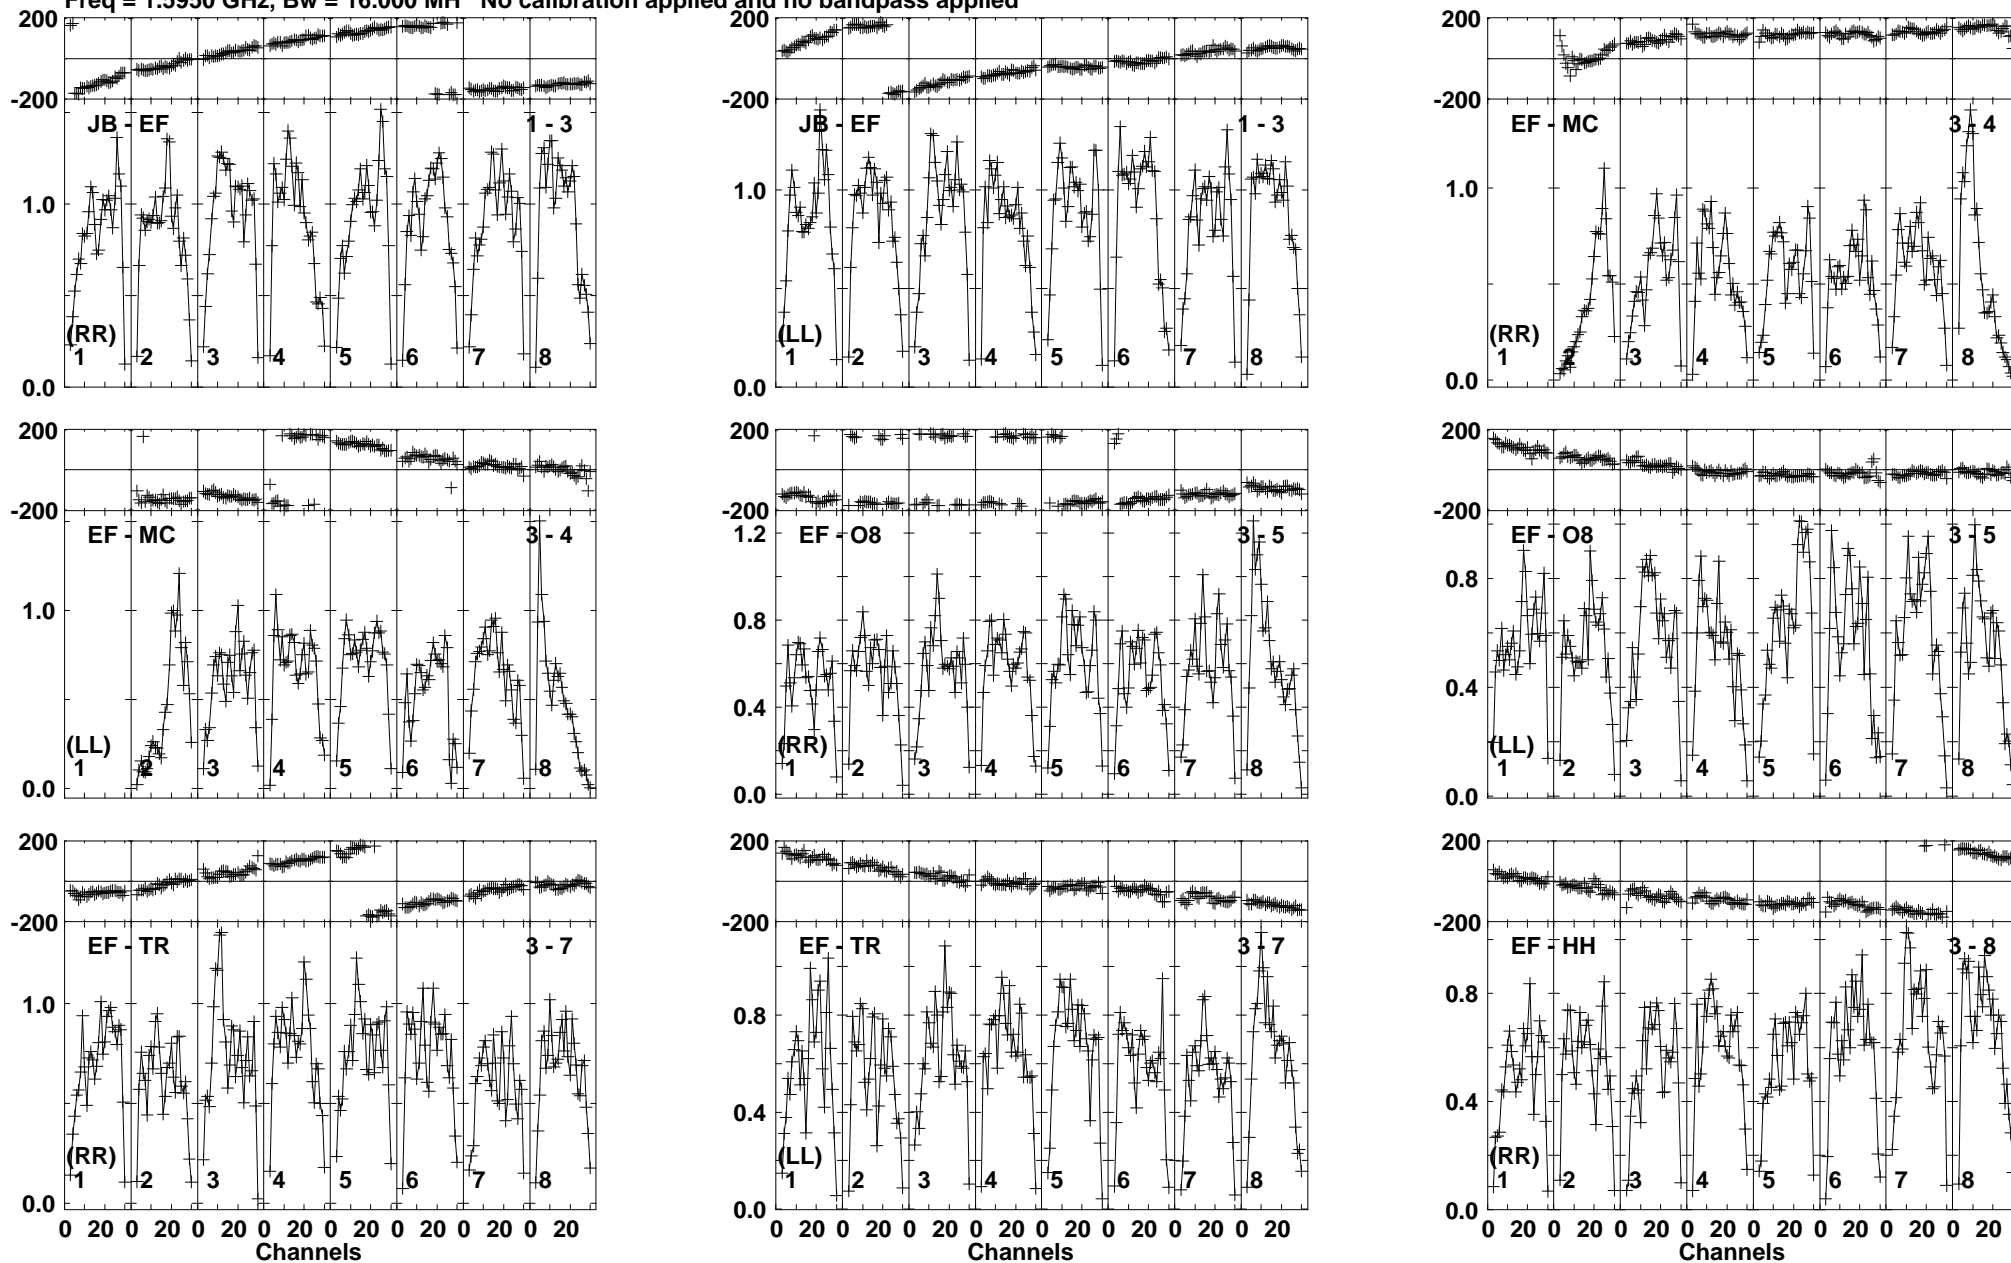 Freq = 1.5950 GHz, Bw = 16.000 MH No calibration applied and no bandpass applied
200 200 200
-200 -200 -200
JB - EF 1 - 3 JB - EF 1 - 3 EF - MC 3 - 4
1.0 1.0 1.0
(RR) (LL) (RR)
1 2 3 4 5 6 7 8 1 2 3 4 5 6 7 8 1 2 3 4 5 6 7 8
0.0 0.0 0.0
200 200 200
-200 -200 -200
EF - MC 3 - 4 EF - O8 3 - 5 EF - O8 3 - 5
1.2
1.0 0.8 0.8
0.4 0.4
(LL) (RR) (LL)
1 2 3 4 5 6 7 8 1 2 3 4 5 6 7 8 1 2 3 4 5 6 7 8
0.0 0.0 0.0
200 200 200
-200 -200 -200
EF - TR 3 - 7 EF - TR 3 - 7 EF - HH 3 - 8
1.0 0.8 0.8
0.4 0.4
(RR) (LL) (RR)
1 2 3 4 5 6 7 8 1 2 3 4 5 6 7 8 1 2 3 4 5 6 7 8
0.0 0.0 0.0
0 20 0 20 0 20 0 20 0 20 0 20 0 20 0 20 0 20 0 20 0 20 0 20 0 20 0 20 0 20 0 20 0 20 0 20 0 20 0 20 0 20 0 20 0 20 0 20
Channels Channels Channels